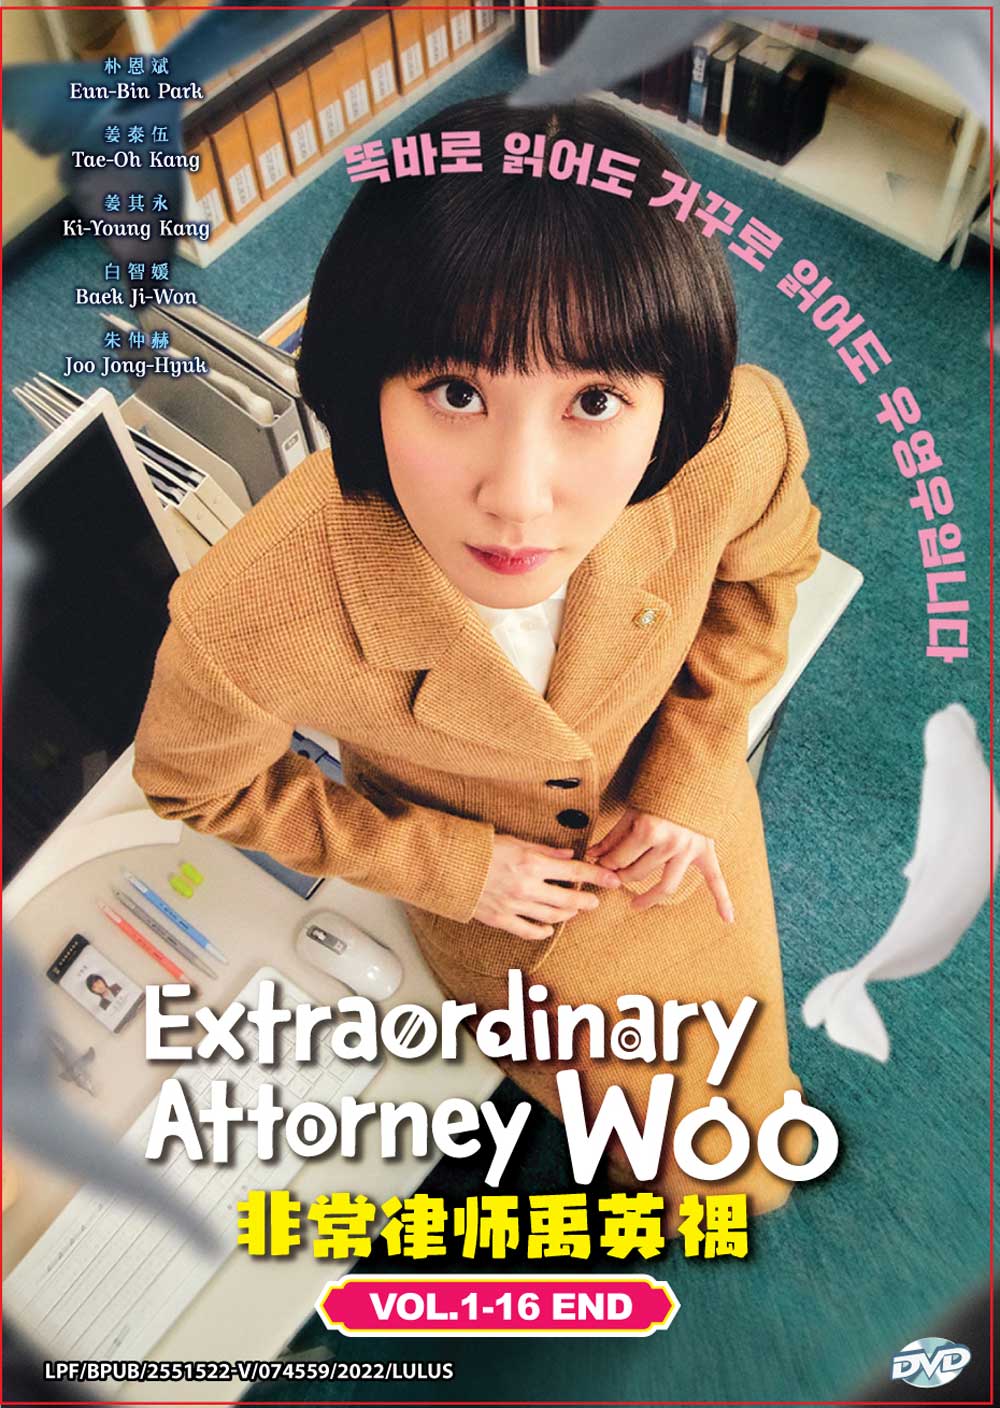 朴恩斌
Eun-Bin Park
姜泰伍
Tae-Oh Kang
姜其永
Ki-Young Kang
白智媛
Baek Ji-Won
朱仲赫
Joo Jong-Hyuk
똑바로 읽어도 거꾸로 읽어도 우영우입니다
Extraordinary
Attorney Woo
非常律师禹英禑
VOL.1-16 END
LPF/BPUB/2551522-V/074559/2022/LULUS
DVD